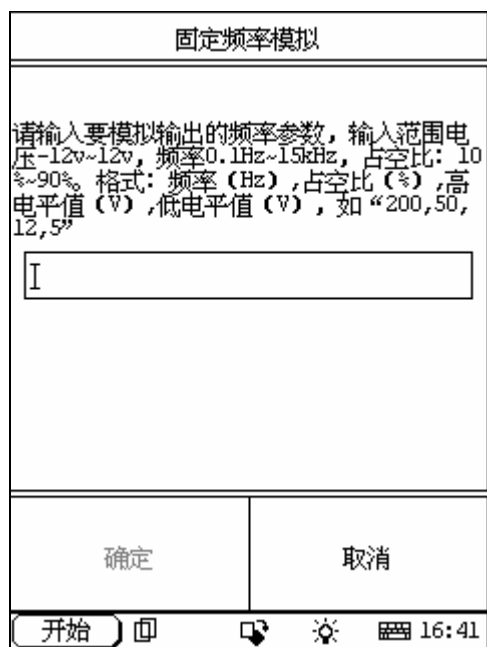 固定频率模拟
请输入要模拟输出的频率参数, 输入范围电
压-12v~12v, 频率0.1Hz~15kHz, 占空比: 10
%~90%。格式: 频率 (Hz) ,占空比 (%) ,高
电平值 (V) ,低电平值 (V) , 如 “200,50,
12,5”
确定
取消
开始
16:41